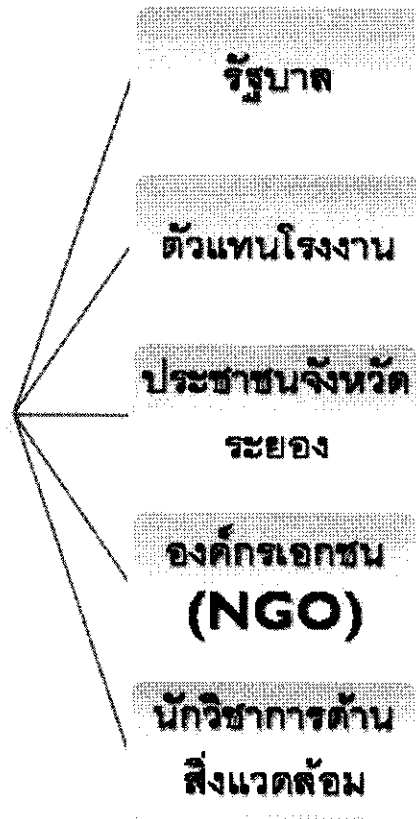 รัฐบาล
ตัวแทนโรงงาน
ประชาชนจังหวัด
ระยอง
องค์กรเอกชน
(NGO)
นักวิชาการด้าน
สิ่งแวดล้อม